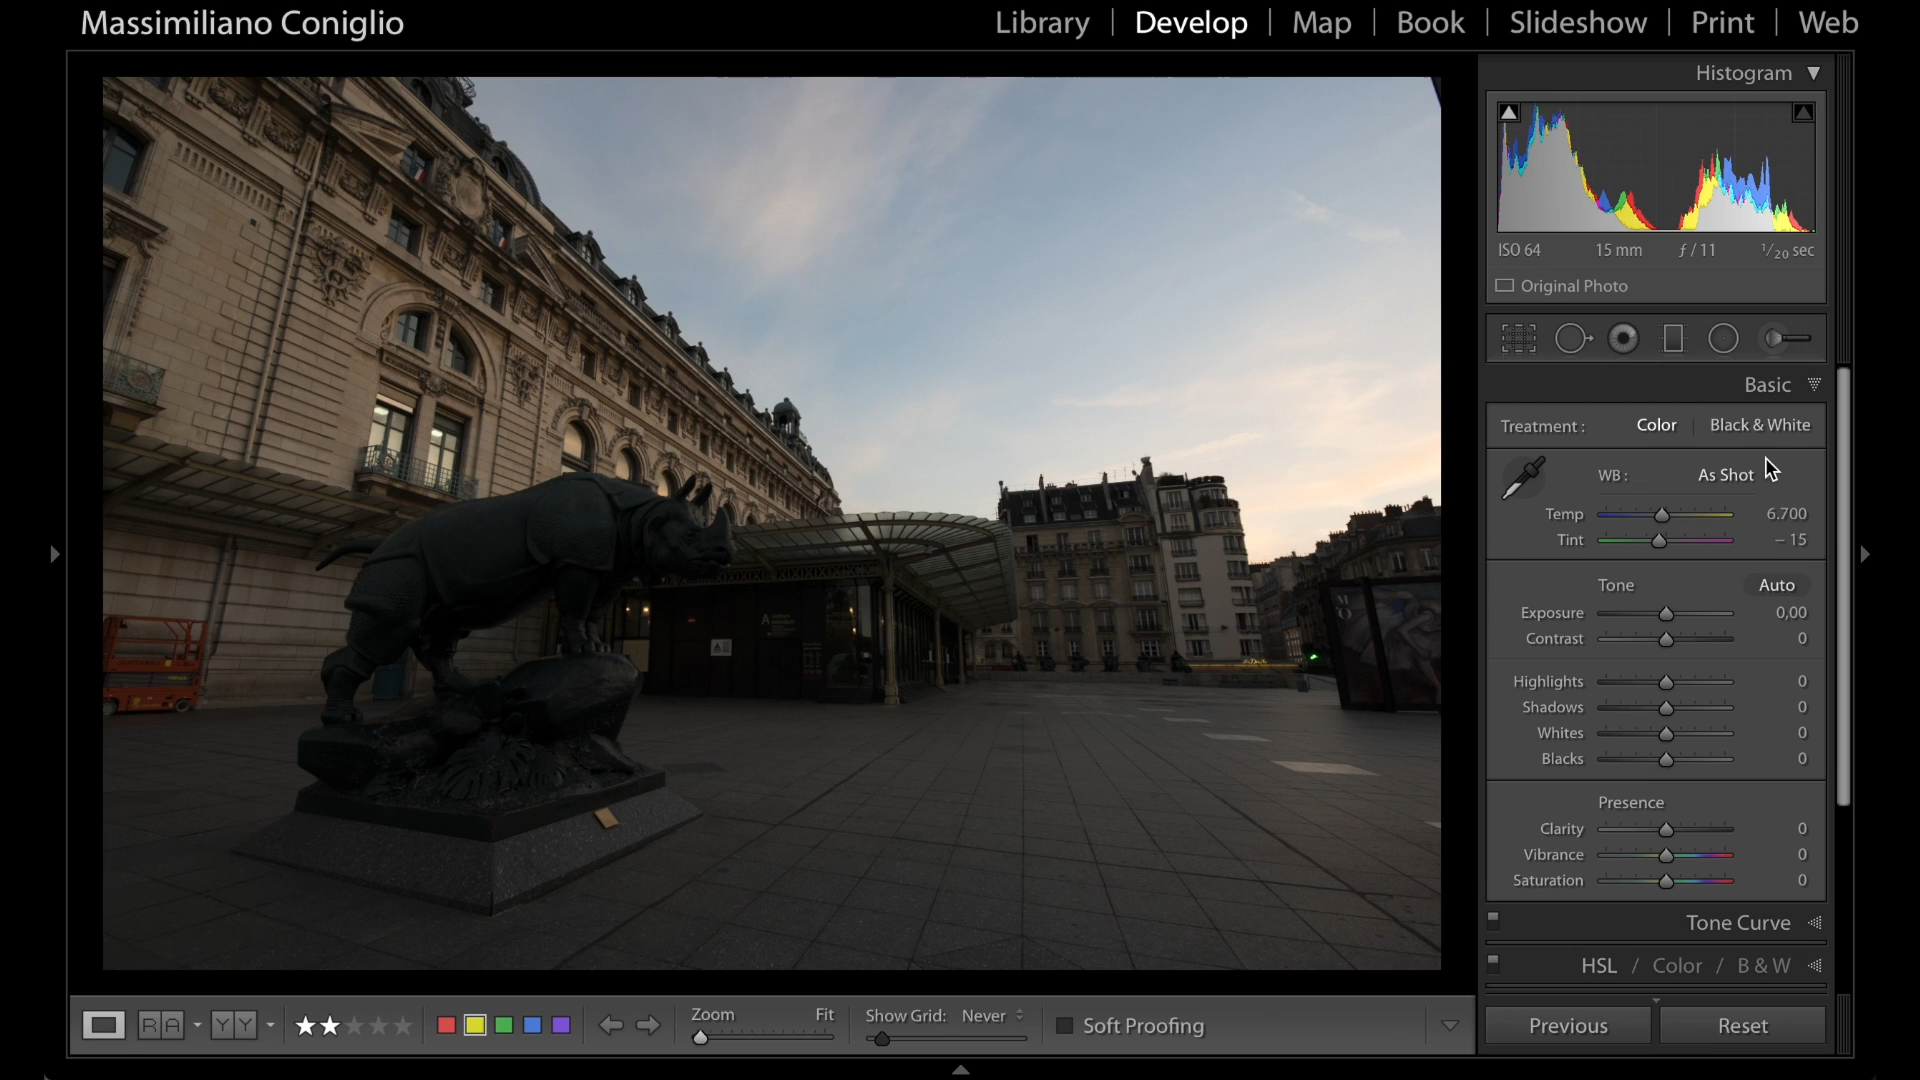 Massimiliano Coniglio
Library | Develop | Map | Book | Slideshow | Print | Web
Histogram
ISO 64 15 mm ƒ / 11 1/20 sec
Original Photo
Basic
Treatment : Color | Black & White
WB : As Shot
Temp 6.700
Tint – 15
Tone Auto
Exposure 0,00
Contrast 0
Highlights 0
Shadows 0
Whites 0
Blacks 0
Presence
Clarity 0
Vibrance 0
Saturation 0
Tone Curve
HSL / Color / B & W
M
O
A
R A Y Y Zoom Fit Show Grid: Never Soft Proofing
Previous Reset